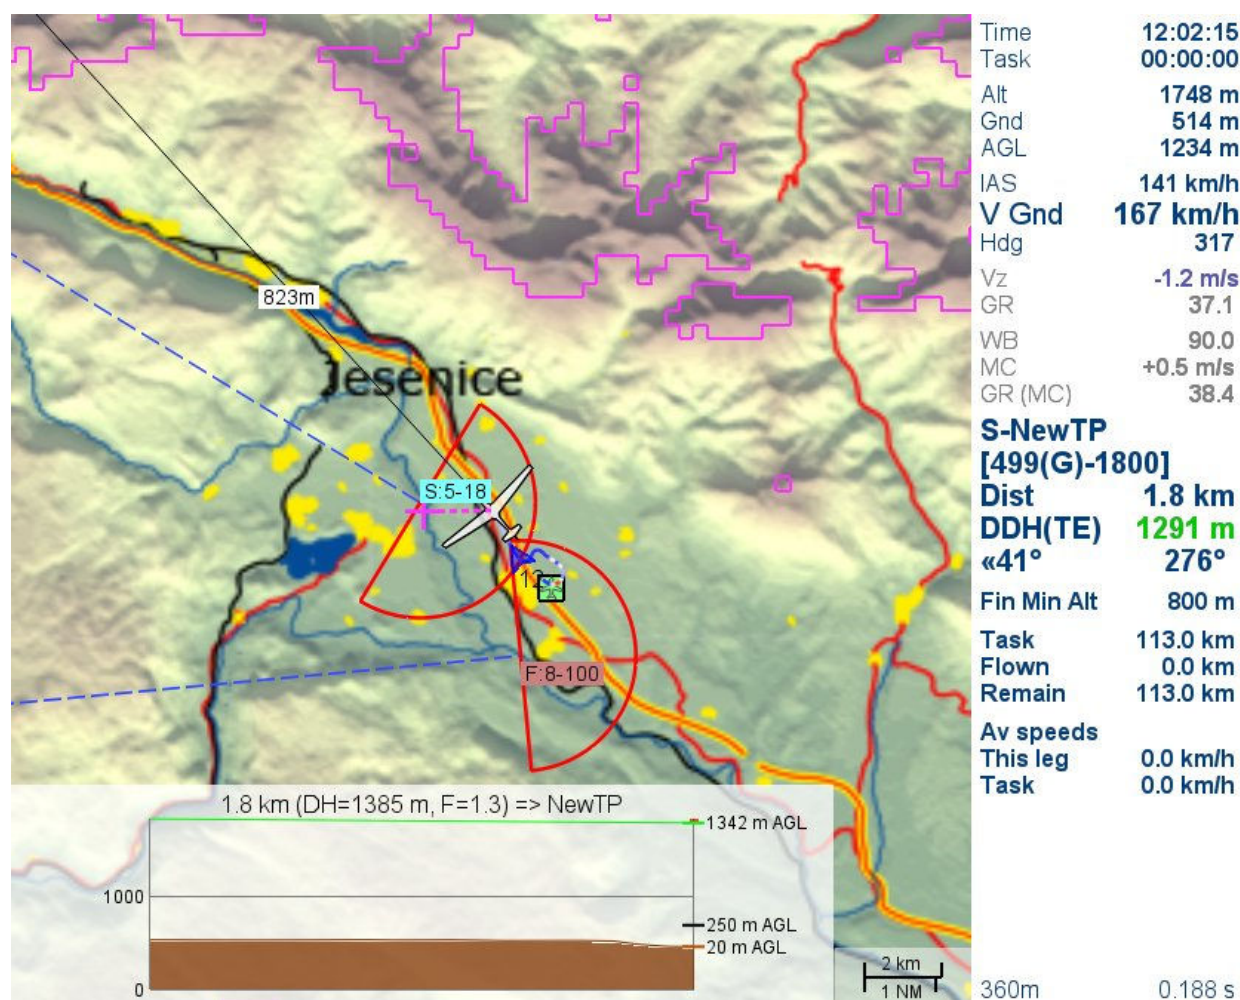 823m
Jesenice
S:5-18
12
F:8-100
1.8 km (DH=1385 m, F=1.3) => NewTP
1342 m AGL
1000
250 m AGL
20 m AGL
0
2 km
1 NM
Time 12:02:15
Task 00:00:00
Alt 1748 m
Gnd 514 m
AGL 1234 m
IAS 141 km/h
V Gnd 167 km/h
Hdg 317
Vz -1.2 m/s
GR 37.1
WB 90.0
MC +0.5 m/s
GR (MC) 38.4
S-NewTP
[499(G)-1800]
Dist 1.8 km
DDH(TE) 1291 m
«41° 276°
Fin Min Alt 800 m
Task 113.0 km
Flown 0.0 km
Remain 113.0 km
Av speeds
This leg 0.0 km/h
Task 0.0 km/h
360m 0.188 s